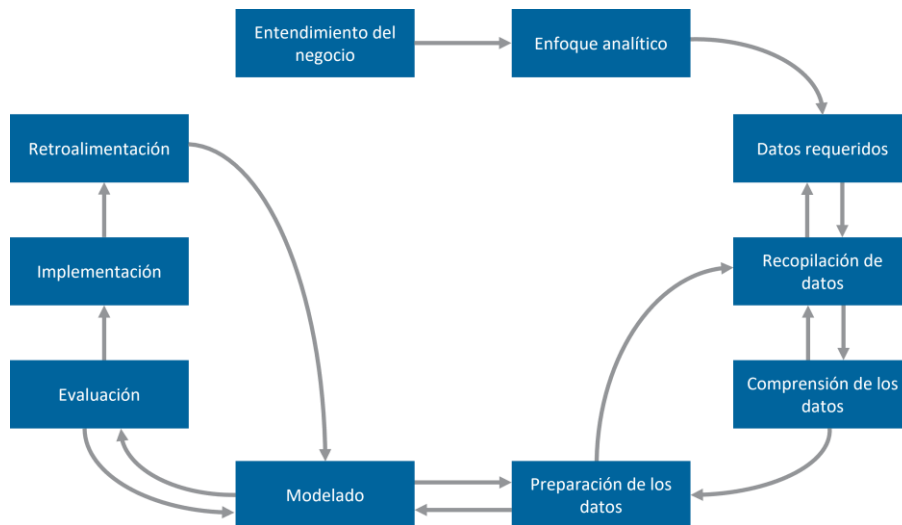 Entendimiento del
negocio
Enfoque analítico
Retroalimentación
Datos requeridos
Implementación
Recopilación de
datos
Evaluación
Comprensión de los
datos
Modelado
Preparación de los
datos